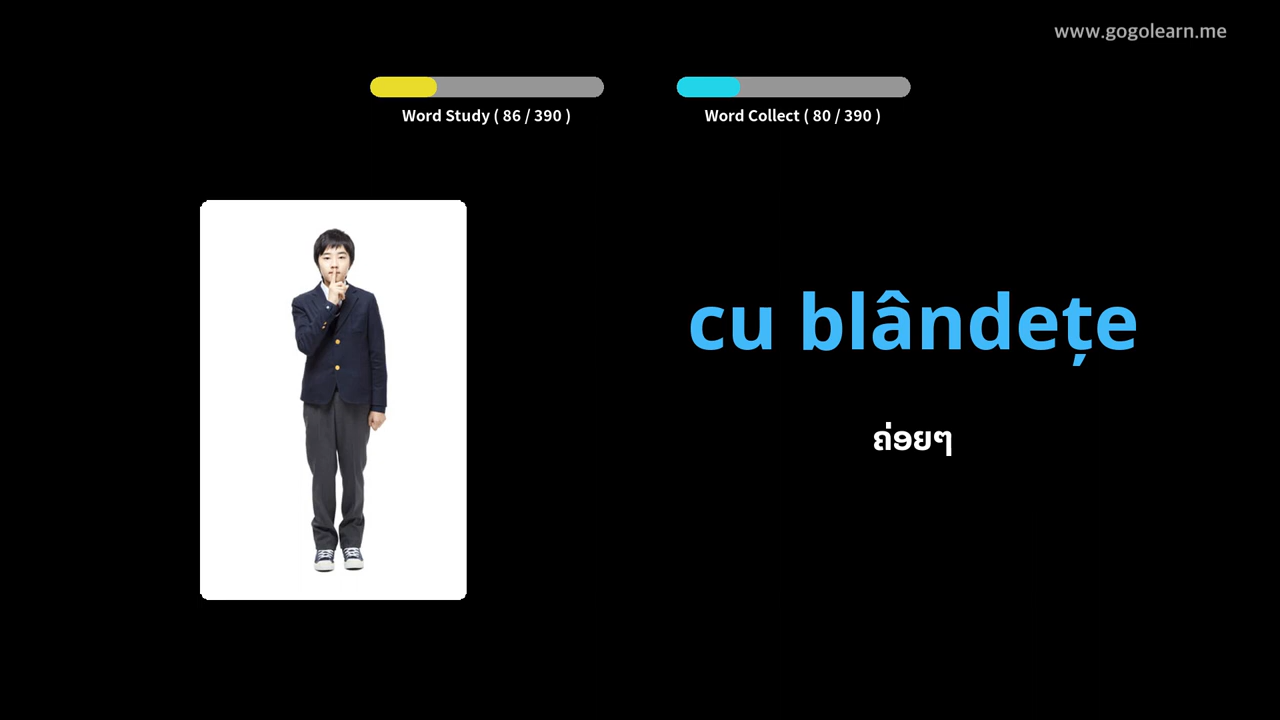 www.gogolearn.me
Word Study ( 86 / 390 )
Word Collect ( 80 / 390 )
cu blândețe
ຄ່ອຍໆ